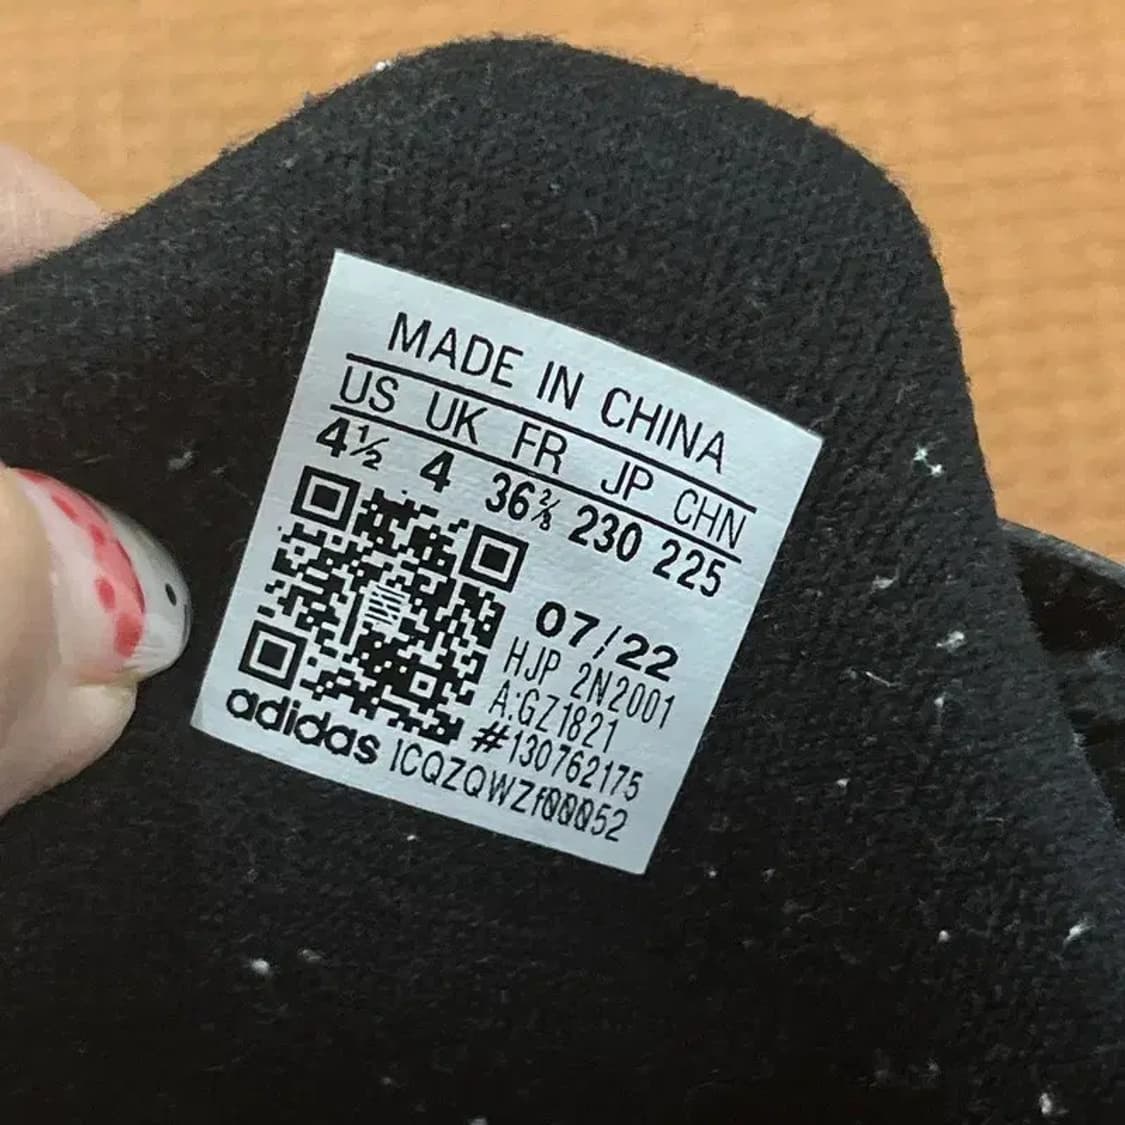 MADE IN CHINA
US UK FR JP CHN
4½ 4 36⅔ 230 225
07/22
HJP 2N2001
A:GZ1821
#130762175
adidas ICQZQWZf00052